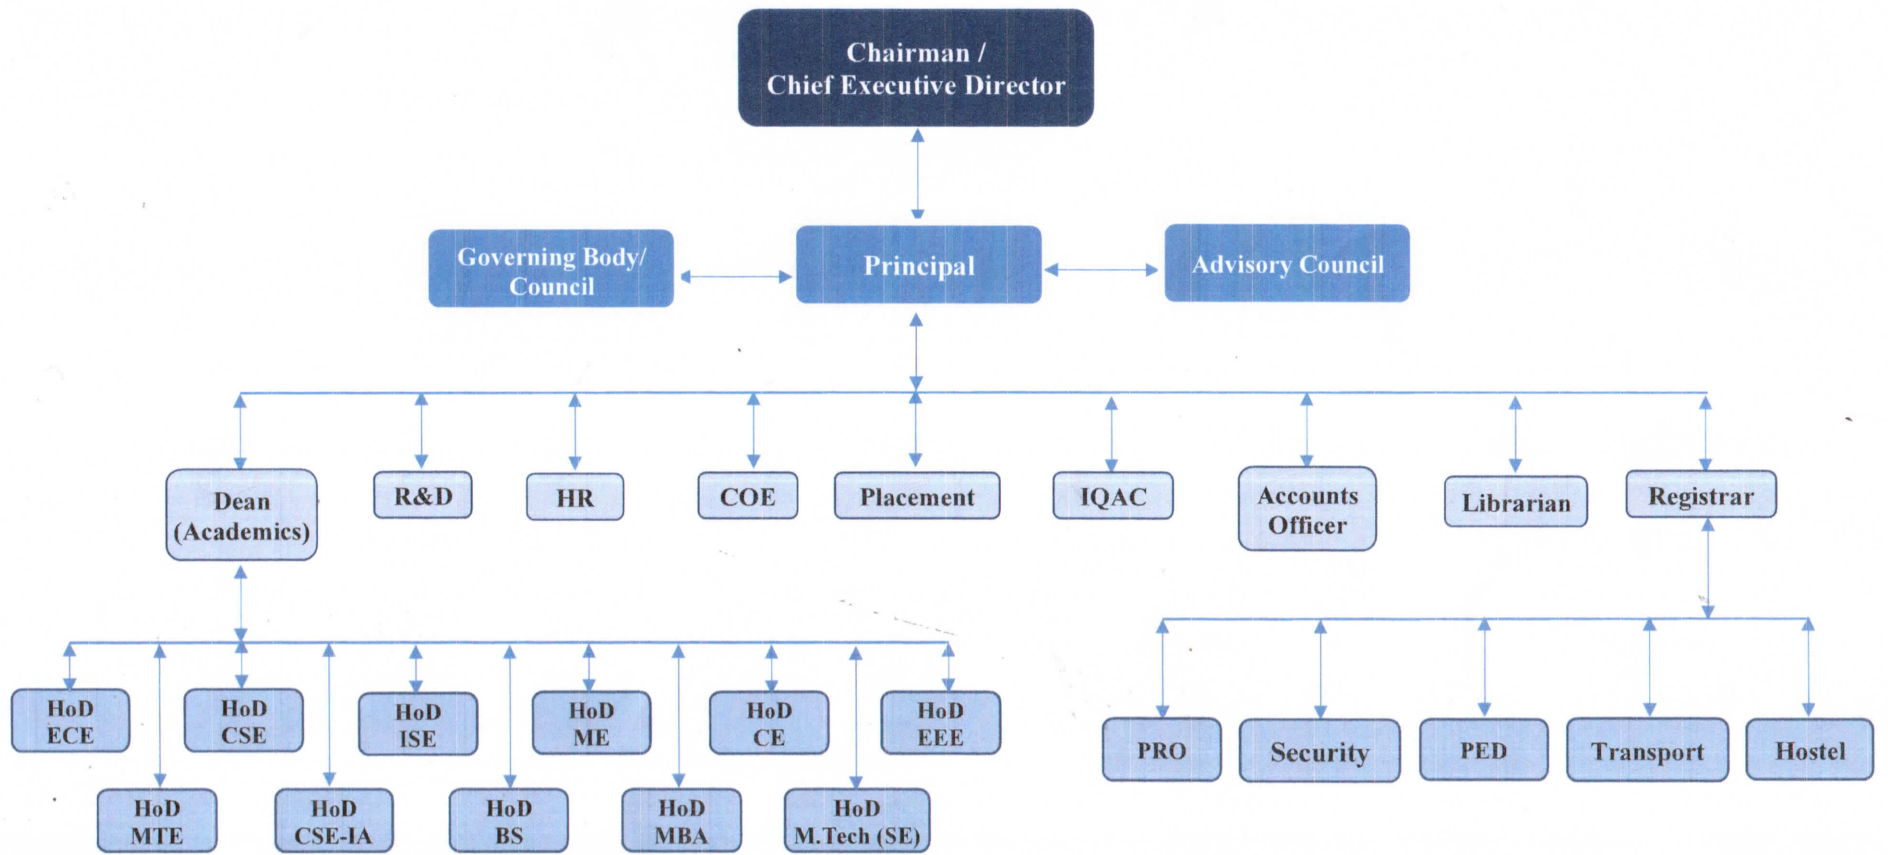 Chairman /
Chief Executive Director
Governing Body/
Council
Principal
Advisory Council
Dean
(Academics)
R&D
HR
COE
Placement
IQAC
Accounts
Officer
Librarian
Registrar
HoD
ECE
HoD
CSE
HoD
ISE
HoD
ME
HoD
CE
HoD
EEE
PRO
Security
PED
Transport
Hostel
HoD
MTE
HoD
CSE-IA
HoD
BS
HoD
MBA
HoD
M.Tech (SE)